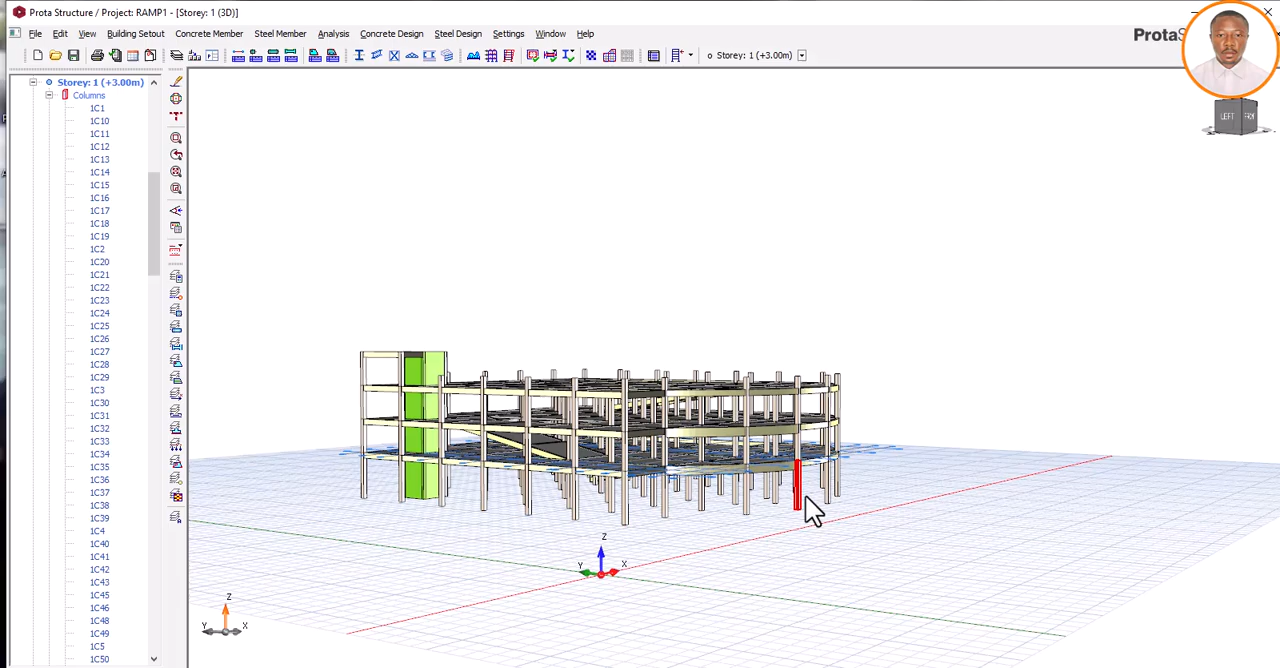 Prota Structure / Project: RAMP1 - [Storey: 1 (3D)]
File Edit View Building Setout Concrete Member Steel Member Analysis Concrete Design Steel Design Settings Window Help
Storey: 1 (+3.00m)
Storey: 1 (+3.00m)
Columns
1C1
1C10
1C11
1C12
1C13
1C14
1C15
1C16
1C17
1C18
1C19
1C2
1C20
1C21
1C22
1C23
1C24
1C25
1C26
1C27
1C28
1C29
1C3
1C30
1C31
1C32
1C33
1C34
1C35
1C36
1C37
1C38
1C39
1C4
1C40
1C41
1C42
1C43
1C45
1C46
1C48
1C49
1C5
1C50
LEFT
Z
Y X
Z
Y X